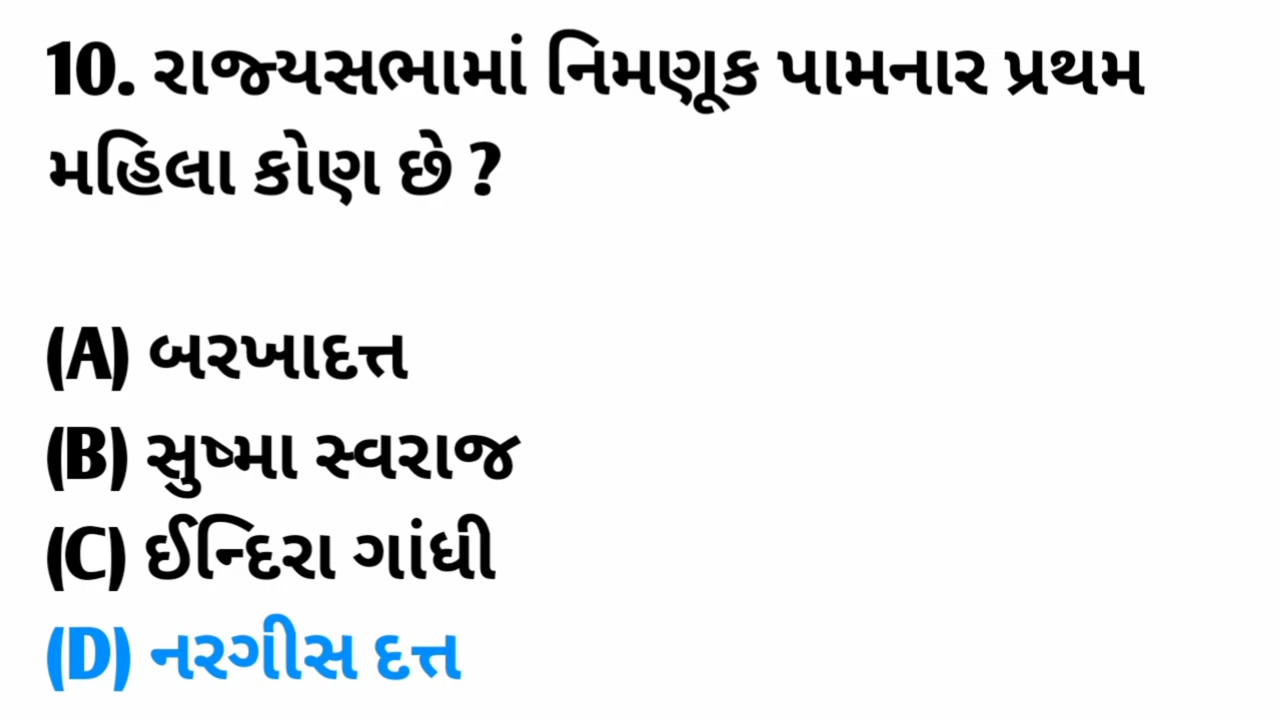 10. રાજ્યસભામાં નિમણૂક પામનાર પ્રથમ
મહિલા કોણ છે ?
(A) બરખાદત્ત
(B) સુષ્મા સ્વરાજ
(C) ઈન્દિરા ગાંધી
(D) નરગીસ દત્ત